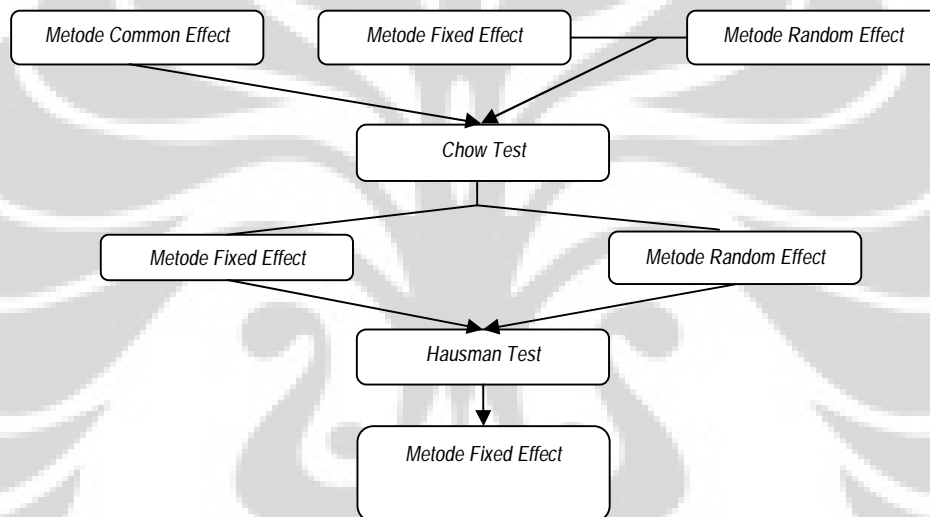 Metode Common Effect
Metode Fixed Effect
Metode Random Effect
Chow Test
Metode Fixed Effect
Metode Random Effect
Hausman Test
Metode Fixed Effect